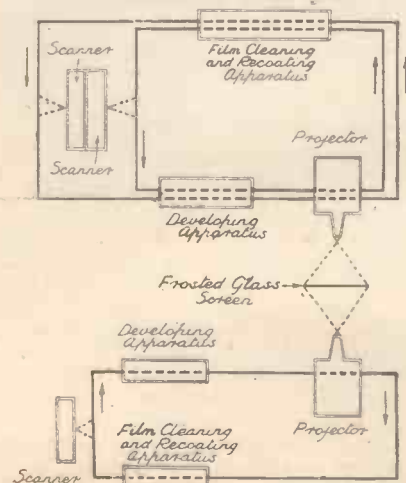 Scanner
Film Cleaning
and Recoating
Apparatus
Scanner
Projector
Developing
Apparatus
Frosted Glass
Screen
Developing
Apparatus
Film Cleaning
and Recoating
Apparatus
Projector
Scanner